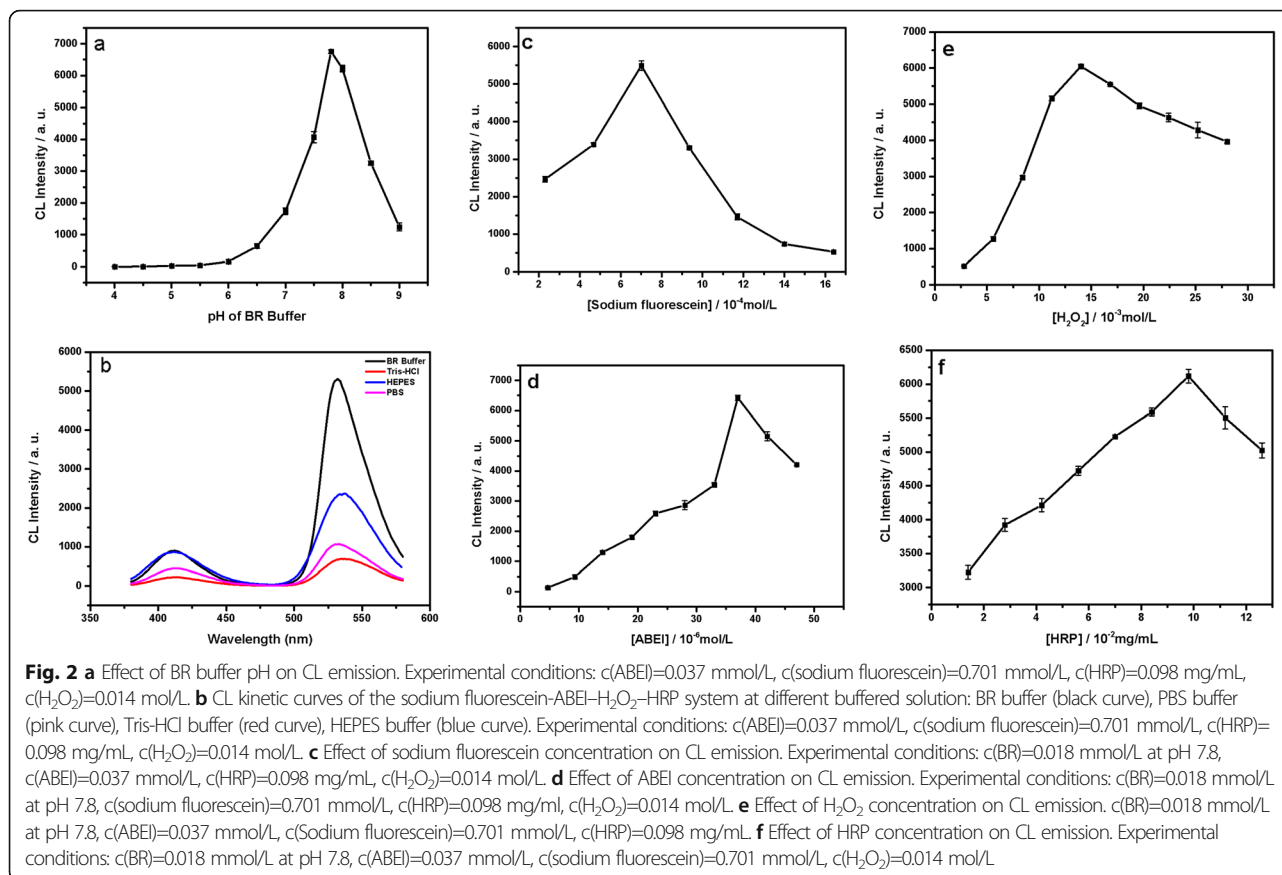 a
7000
6000
5000
4000
3000
2000
1000
0
CL Intensity / a. u.
4 5 6 7 8 9
pH of BR Buffer
c
6000
5500
5000
4500
4000
3500
3000
2500
2000
1500
1000
500
0
CL Intensity / a. u.
2 4 6 8 10 12 14 16
[Sodium fluorescein] / 10⁻⁴mol/L
e
7000
6000
5000
4000
3000
2000
1000
0
CL Intensity / a. u.
0 5 10 15 20 25 30
[H₂O₂] / 10⁻³mol/L
b
6000
5000
4000
3000
2000
1000
0
CL Intensity / a. u.
BR Buffer
Tris-HCl
HEPES
PBS
350 400 450 500 550 600
Wavelength (nm)
d
7000
6000
5000
4000
3000
2000
1000
0
CL Intensity / a. u.
0 10 20 30 40 50
[ABEI] / 10⁻⁶mol/L
f
6500
6000
5500
5000
4500
4000
3500
3000
CL Intensity / a. u.
0 2 4 6 8 10 12
[HRP] / 10⁻²mg/mL
Fig. 2 a Effect of BR buffer pH on CL emission. Experimental conditions: c(ABEI)=0.037 mmol/L, c(sodium fluorescein)=0.701 mmol/L, c(HRP)=0.098 mg/mL,
c(H₂O₂)=0.014 mol/L. b CL kinetic curves of the sodium fluorescein-ABEI–H₂O₂–HRP system at different buffered solution: BR buffer (black curve), PBS buffer
(pink curve), Tris-HCl buffer (red curve), HEPES buffer (blue curve). Experimental conditions: c(ABEI)=0.037 mmol/L, c(sodium fluorescein)=0.701 mmol/L, c(HRP)=
0.098 mg/mL, c(H₂O₂)=0.014 mol/L. c Effect of sodium fluorescein concentration on CL emission. Experimental conditions: c(BR)=0.018 mmol/L at pH 7.8,
c(ABEI)=0.037 mmol/L, c(HRP)=0.098 mg/mL, c(H₂O₂)=0.014 mol/L. d Effect of ABEI concentration on CL emission. Experimental conditions: c(BR)=0.018 mmol/L
at pH 7.8, c(sodium fluorescein)=0.701 mmol/L, c(HRP)=0.098 mg/ml, c(H₂O₂)=0.014 mol/L. e Effect of H₂O₂ concentration on CL emission. c(BR)=0.018 mmol/L
at pH 7.8, c(ABEI)=0.037 mmol/L, c(Sodium fluorescein)=0.701 mmol/L, c(HRP)=0.098 mg/mL. f Effect of HRP concentration on CL emission. Experimental
conditions: c(BR)=0.018 mmol/L at pH 7.8, c(ABEI)=0.037 mmol/L, c(sodium fluorescein)=0.701 mmol/L, c(H₂O₂)=0.014 mol/L